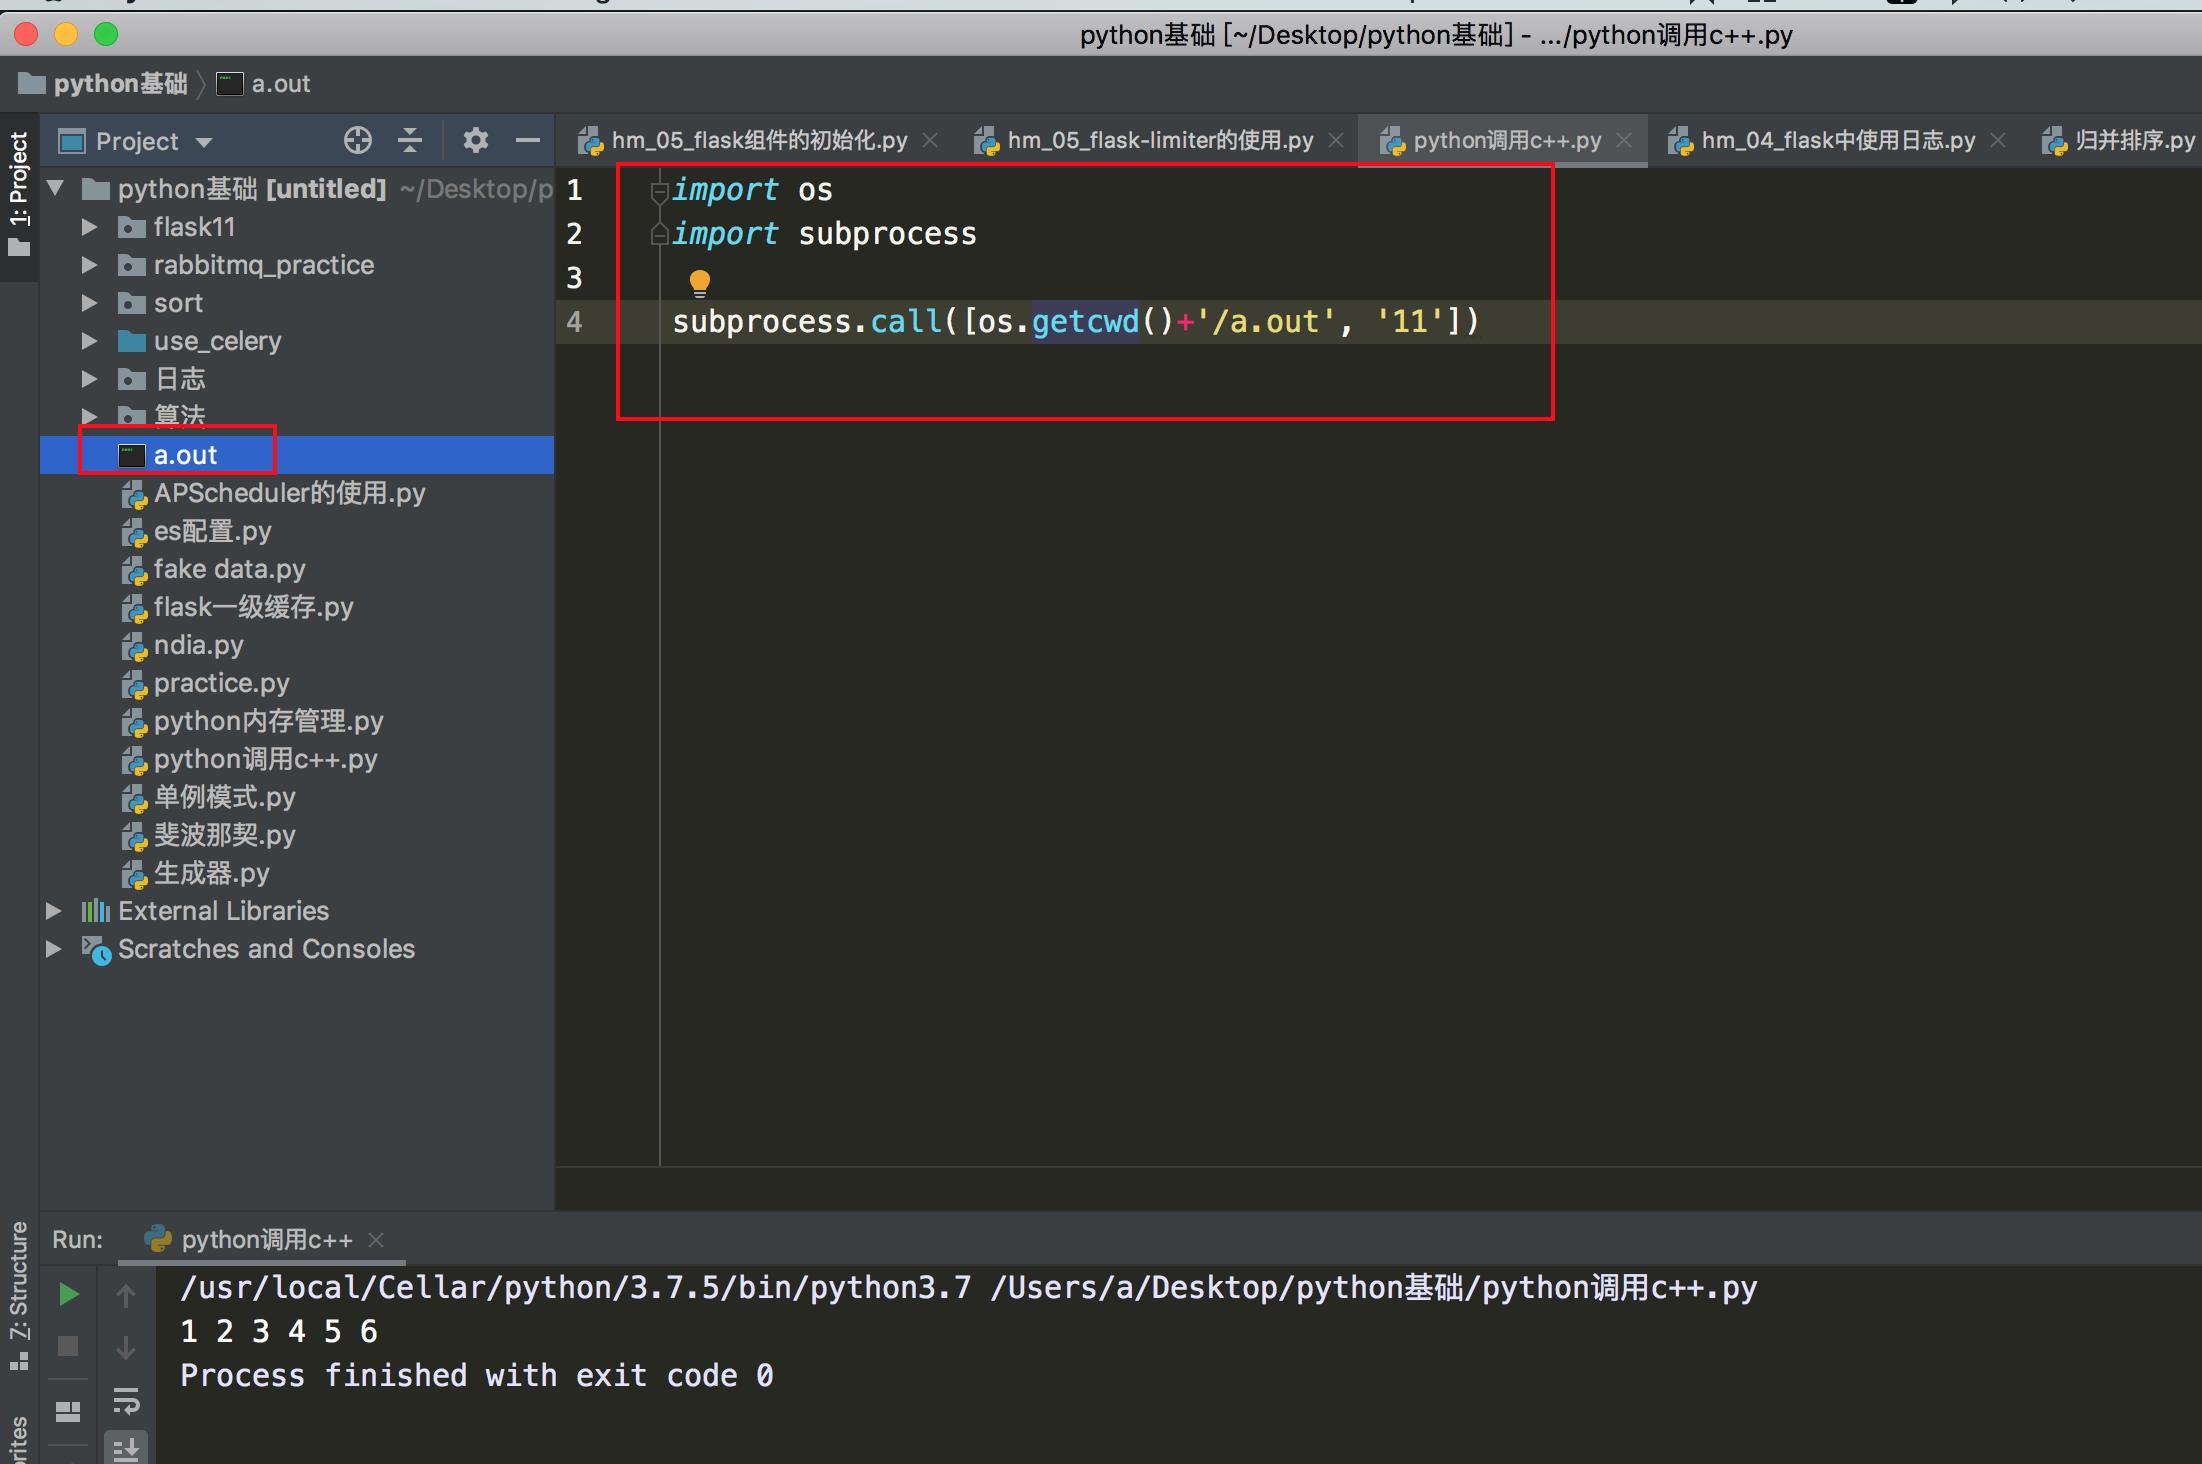 python基础 [~/Desktop/python基础] - .../python调用c++.py
python基础 a.out
1: Project
Project
hm_05_flask组件的初始化.py
hm_05_flask-limiter的使用.py
python调用c++.py
hm_04_flask中使用日志.py
归并排序.py
python基础 [untitled] ~/Desktop/p
flask11
rabbitmq_practice
sort
use_celery
日志
算法
a.out
APScheduler的使用.py
es配置.py
fake data.py
flask一级缓存.py
ndia.py
practice.py
python内存管理.py
python调用c++.py
单例模式.py
斐波那契.py
生成器.py
External Libraries
Scratches and Consoles
1 import os
2 import subprocess
3
4 subprocess.call([os.getcwd()+'/a.out', '11'])
7: Structure
orites
Run: python调用c++
/usr/local/Cellar/python/3.7.5/bin/python3.7 /Users/a/Desktop/python基础/python调用c++.py
1 2 3 4 5 6
Process finished with exit code 0